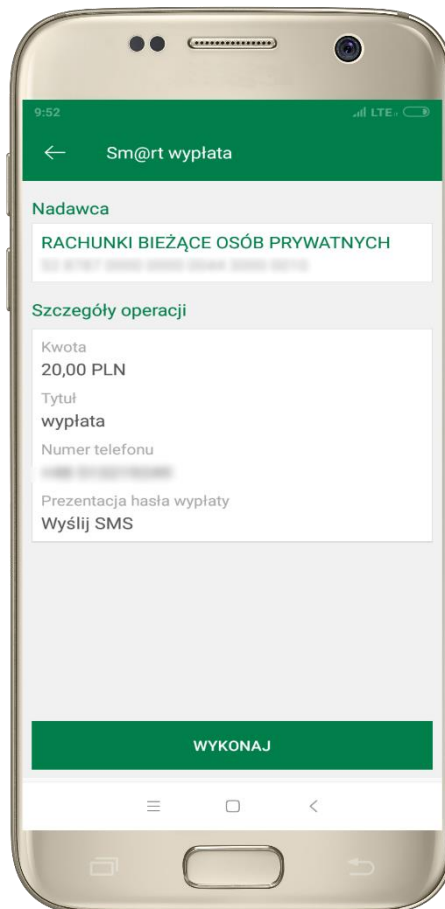 9:52
LTE
Sm@rt wypłata
Nadawca
RACHUNKI BIEŻĄCE OSÓB PRYWATNYCH
Szczegóły operacji
Kwota
20,00 PLN
Tytuł
wypłata
Numer telefonu
Prezentacja hasła wypłaty
Wyślij SMS
WYKONAJ